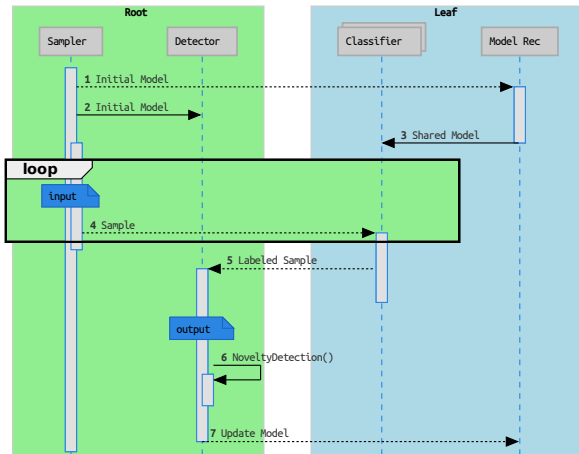 Root
Leaf
Sampler
Detector
Classifier
Model Rec
1 Initial Model
2 Initial Model
3 Shared Model
loop
input
4 Sample
5 Labeled Sample
output
6 NoveltyDetection()
7 Update Model